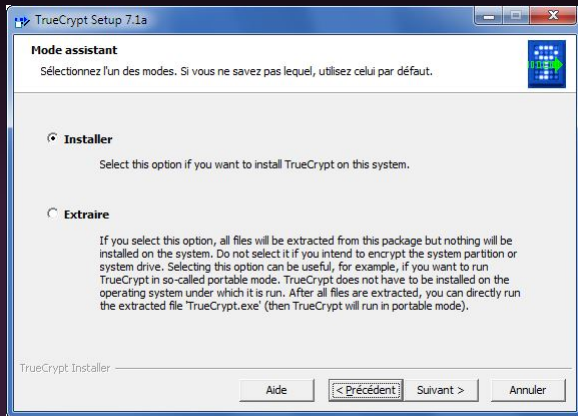 TrueCrypt Setup 7.1a
Mode assistant
Sélectionnez l'un des modes. Si vous ne savez pas lequel, utilisez celui par défaut.
Installer
Select this option if you want to install TrueCrypt on this system.
Extraire
If you select this option, all files will be extracted from this package but nothing will be
installed on the system. Do not select it if you intend to encrypt the system partition or
system drive. Selecting this option can be useful, for example, if you want to run
TrueCrypt in so-called portable mode. TrueCrypt does not have to be installed on the
operating system under which it is run. After all files are extracted, you can directly run
the extracted file 'TrueCrypt.exe' (then TrueCrypt will run in portable mode).
TrueCrypt Installer
Aide < Précédent Suivant > Annuler